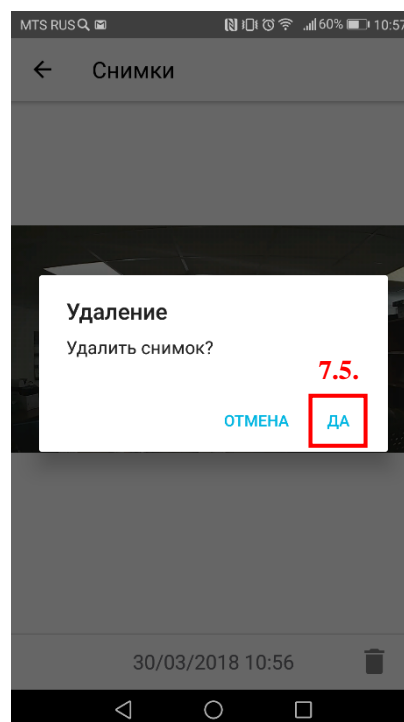 MTS RUS 60% 10:57
Снимки
Удаление
Удалить снимок?
7.5.
ОТМЕНА ДА
30/03/2018 10:56